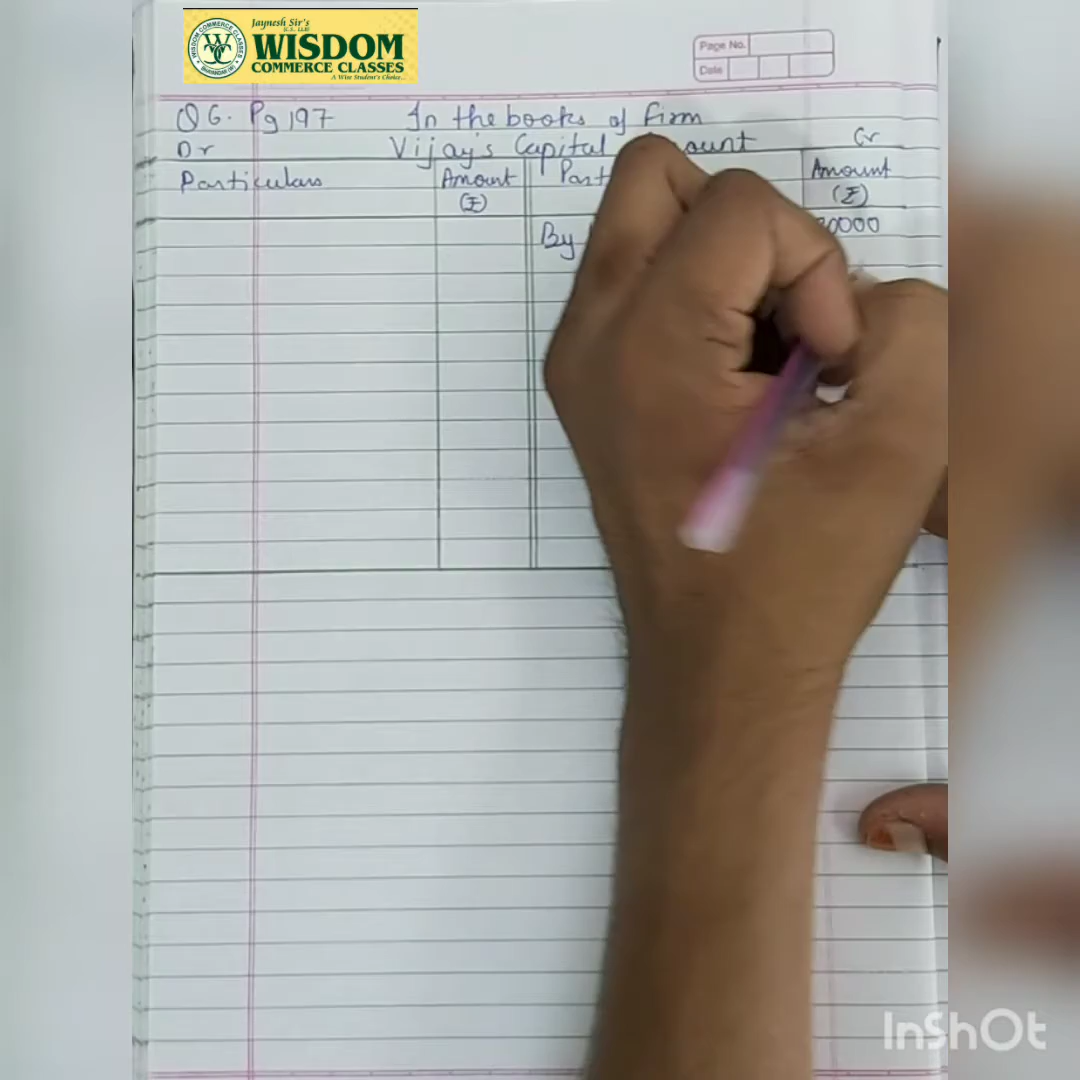 Jaynesh Sir's
WISDOM
COMMERCE CLASSES
A Wise Student's Choice...
Page No.
Date
Q 6. Pg 197 In the books of firm
Dr Vijay's Capital Cr
Particulars Amount Amount
(₹) (₹)
By
InShOt